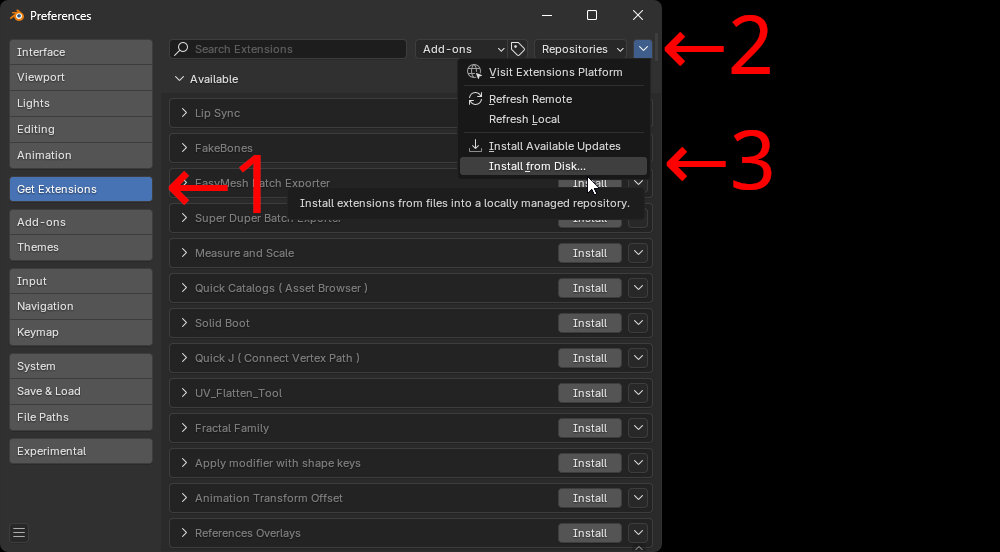 Preferences
Interface
Viewport
Lights
Editing
Animation
Get Extensions
Add-ons
Themes
Input
Navigation
Keymap
System
Save & Load
File Paths
Experimental
Search Extensions
Add-ons
Repositories
←2
Available
Visit Extensions Platform
Refresh Remote
Refresh Local
Install Available Updates
Install from Disk...
←3
Install extensions from files into a locally managed repository.
←1
Lip Sync
FakeBones
EasyMesh Batch Exporter Install
Super Duper Batch Exporter Install
Measure and Scale Install
Quick Catalogs ( Asset Browser ) Install
Solid Boot Install
Quick J ( Connect Vertex Path ) Install
UV_Flatten_Tool Install
Fractal Family Install
Apply modifier with shape keys Install
Animation Transform Offset Install
References Overlays Install